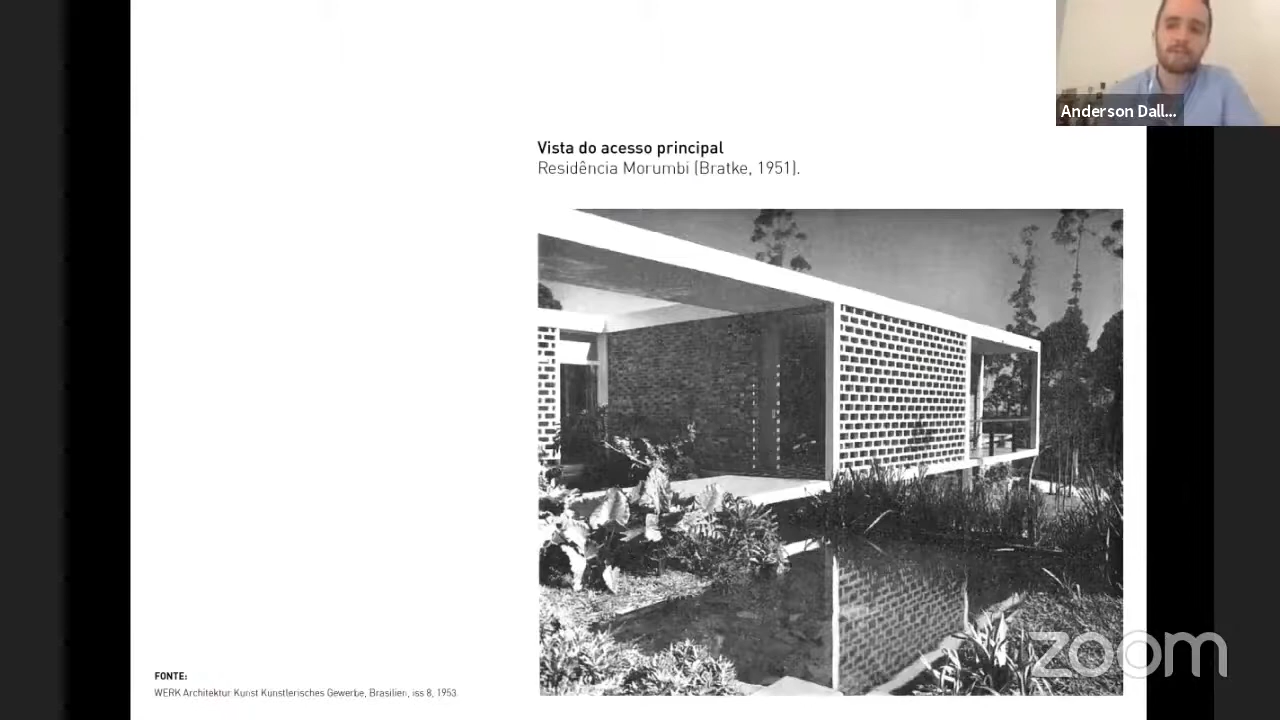 Anderson Dall...
Vista do acesso principal
Residência Morumbi (Bratke, 1951).
FONTE:
WERK Architektur Kunst Kunstlerisches Gewerbe, Brasilien, iss 8, 1953
zoom